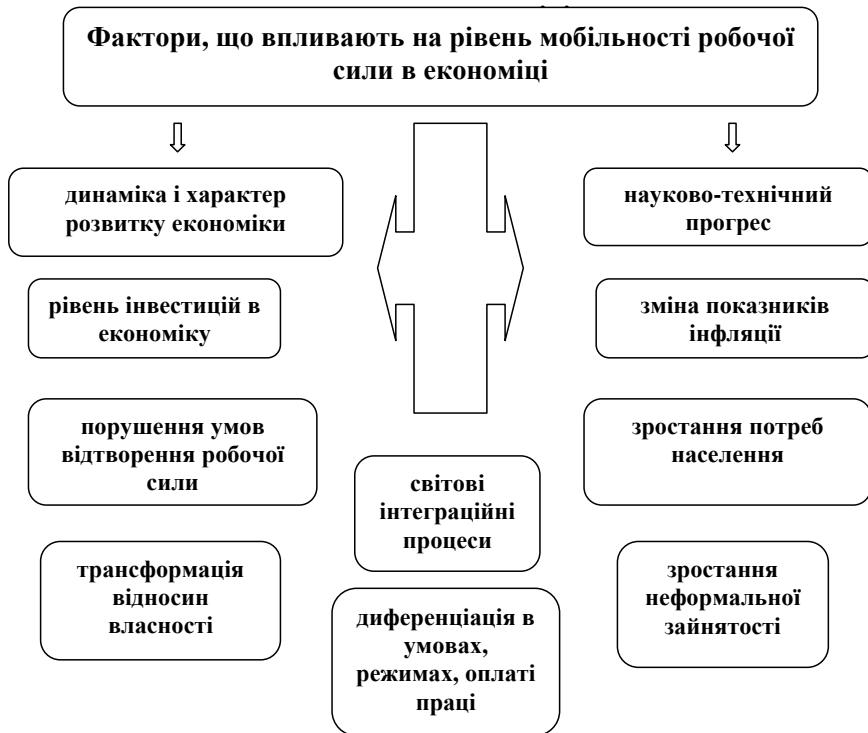 Фактори, що впливають на рівень мобільності робочої
сили в економіці
динаміка і характер
розвитку економіки
рівень інвестицій в
економіку
порушення умов
відтворення робочої
сили
трансформація
відносин
власності
світові
інтеграційні
процеси
диференціація в
умовах,
режимах, оплаті
праці
науково-технічний
прогрес
зміна показників
інфляції
зростання потреб
населення
зростання
неформальної
зайнятості